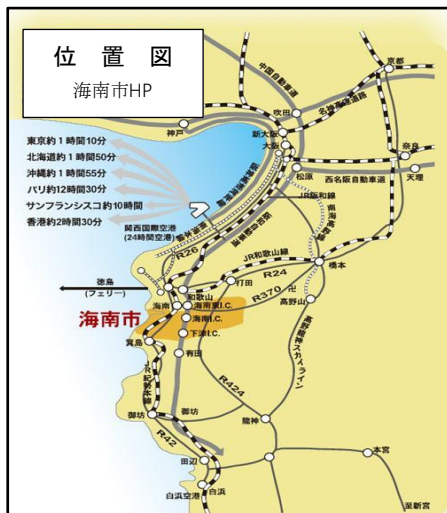 位 置 図
海南市HP
中国自動車道
京都
名神高速道路
吹田
神戸
新大阪
大阪
奈良
東京約1時間10分
北海道約1時間50分
沖縄約1時間55分
パリ約12時間30分
サンフランシスコ約10時間
香港約2時間30分
松原
西名阪自動車道
天理
JR阪和線
関西国際空港
(24時間空港)
阪和自動車道
R26
JR和歌山線
橋本
R24
徳島
(フェリー)
和歌山
打田
R370
高野山
海南
海南東I.C.
海南市
海南I.C.
下津I.C.
箕島
有田
高野龍神スカイライン
JR紀勢本線
R424
御坊
御坊
龍神
R42
田辺
本宮
白浜空港
白浜
至新宮